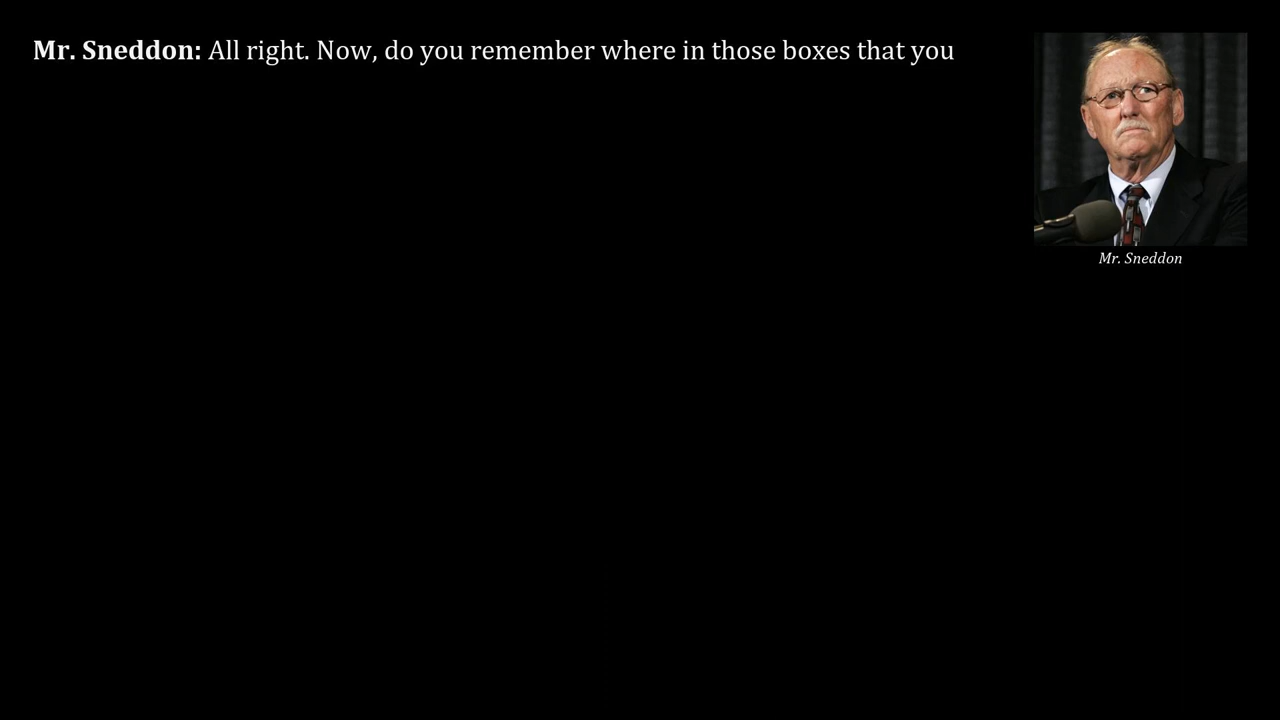 Mr. Sneddon: All right. Now, do you remember where in those boxes that you
Mr. Sneddon